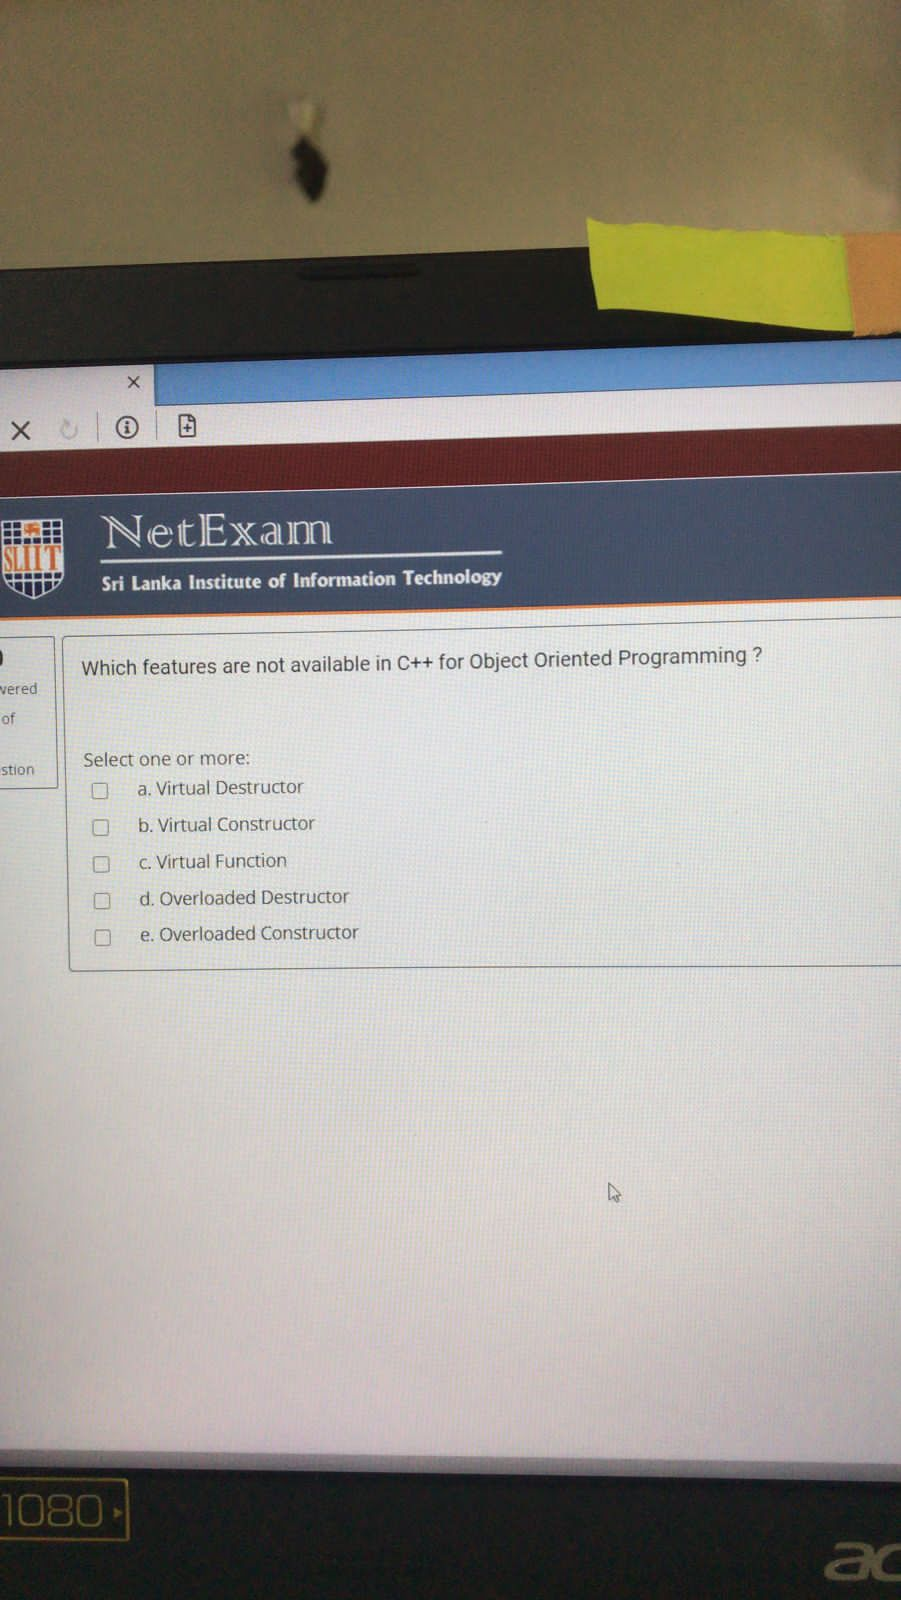 SLIIT
NetExam
Sri Lanka Institute of Information Technology
vered
of
stion
Which features are not available in C++ for Object Oriented Programming ?
Select one or more:
a. Virtual Destructor
b. Virtual Constructor
c. Virtual Function
d. Overloaded Destructor
e. Overloaded Constructor
1080
ac